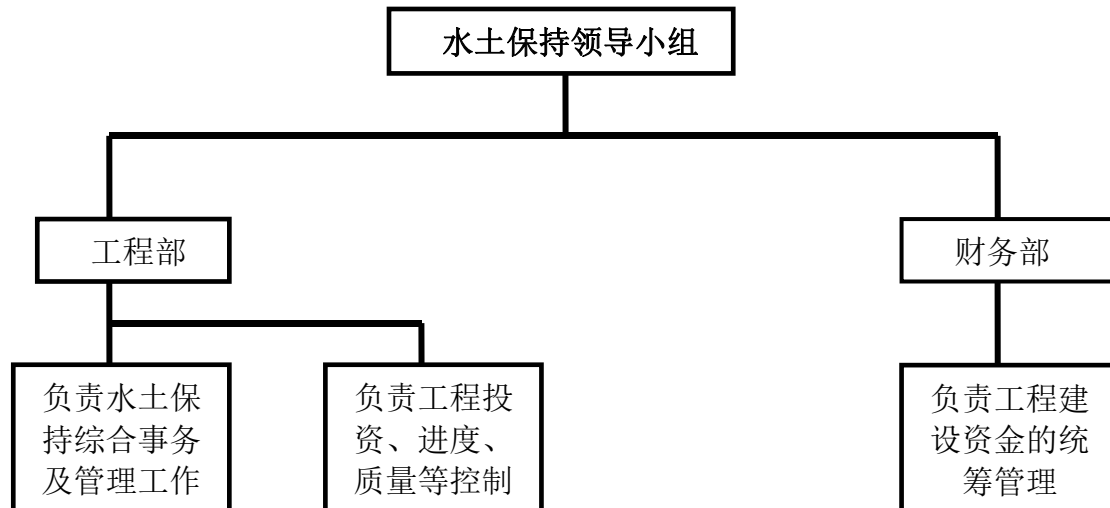 水土保持领导小组
工程部
财务部
负责水土保
持综合事务
及管理工作
负责工程投
资、进度、
质量等控制
负责工程建
设资金的统
筹管理